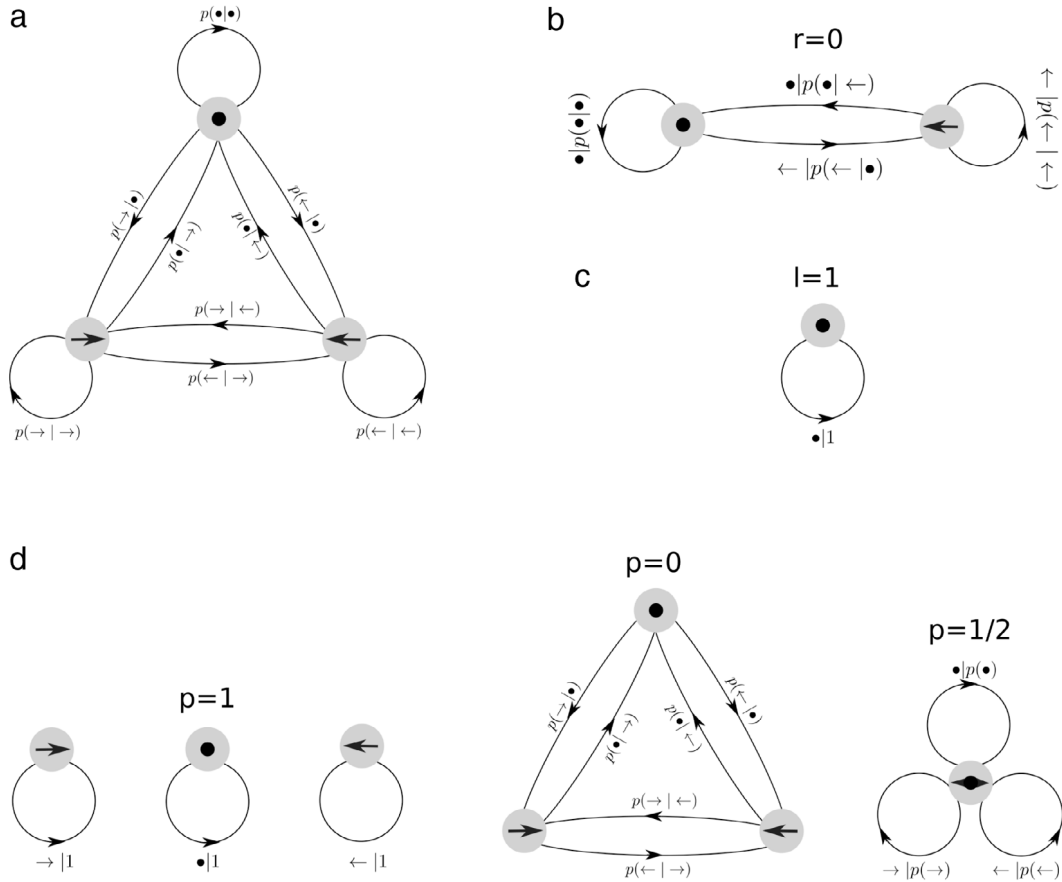 a
p(●|●)
p(→|●)
p(●|→)
p(●|←)
p(←|●)
p(→|←)
p(←|→)
p(→|→)
p(←|←)
b
r=0
●|p(●|●)
●|p(●|←)
←|p(←|●)
←|p(←|←)
c
l=1
●|1
d
p=1
→|1
●|1
←|1
p=0
p(→|●)
p(●|→)
p(●|←)
p(←|●)
p(→|←)
p(←|→)
p=1/2
●|p(●)
→|p(→)
←|p(←)